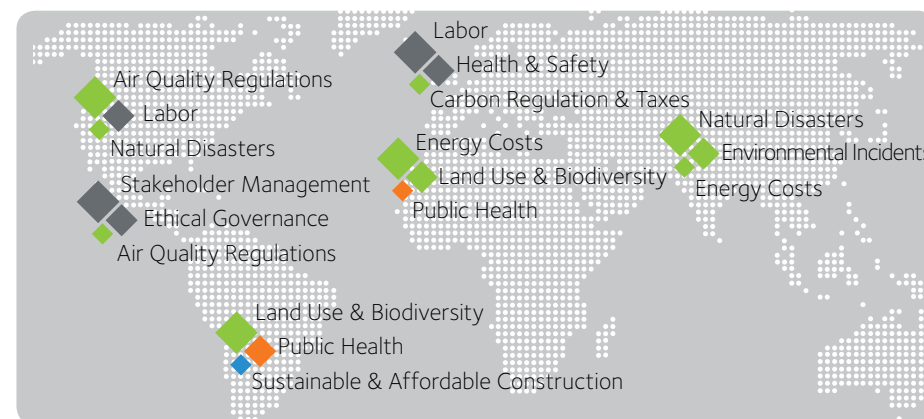 Air Quality Regulations
Labor
Natural Disasters
Stakeholder Management
Ethical Governance
Air Quality Regulations
Land Use & Biodiversity
Public Health
Sustainable & Affordable Construction
Labor
Health & Safety
Carbon Regulation & Taxes
Energy Costs
Land Use & Biodiversity
Public Health
Natural Disasters
Environmental Incidents
Energy Costs